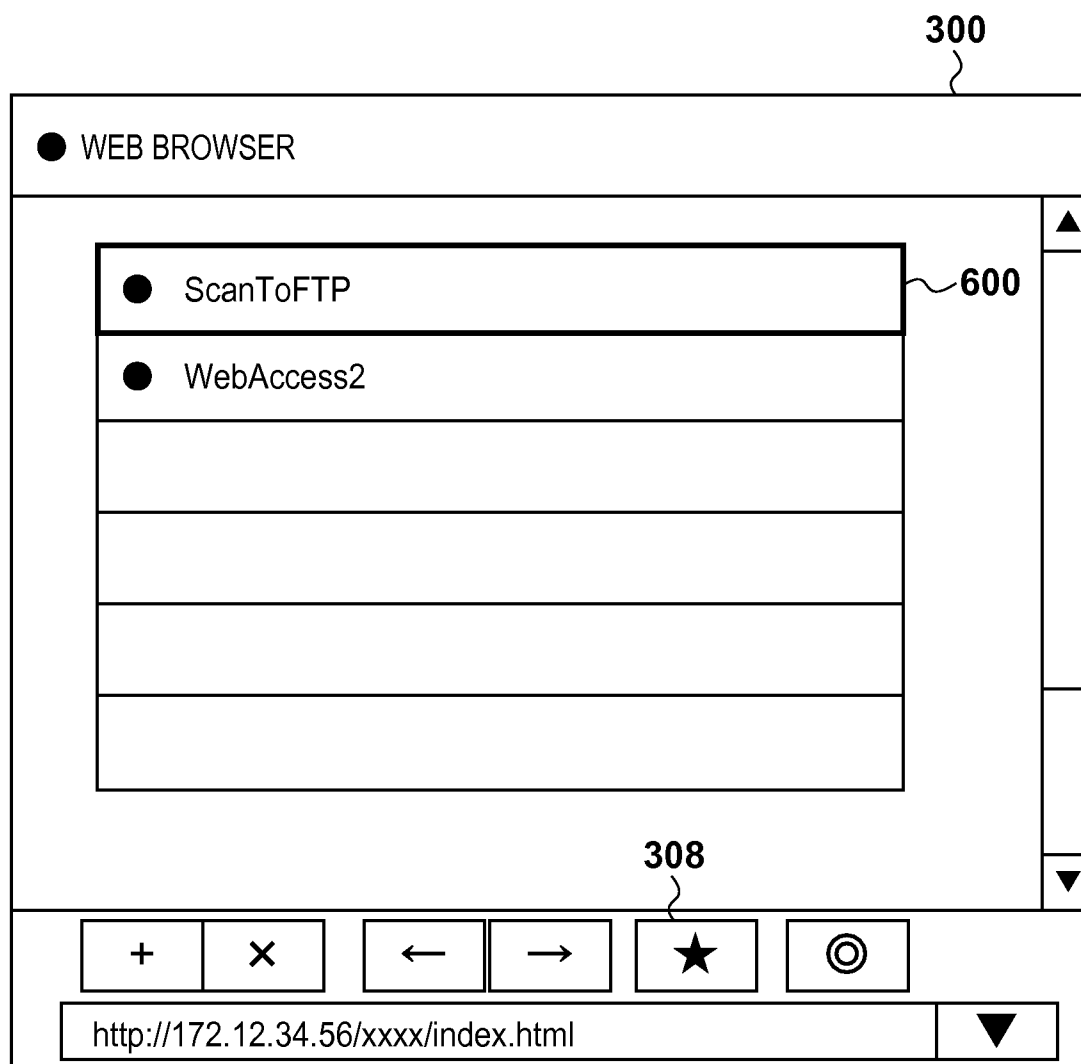 300
● WEB BROWSER
● ScanToFTP
600
● WebAccess2
308
+ × ← → ★ ◎
http://172.12.34.56/xxxx/index.html ▼